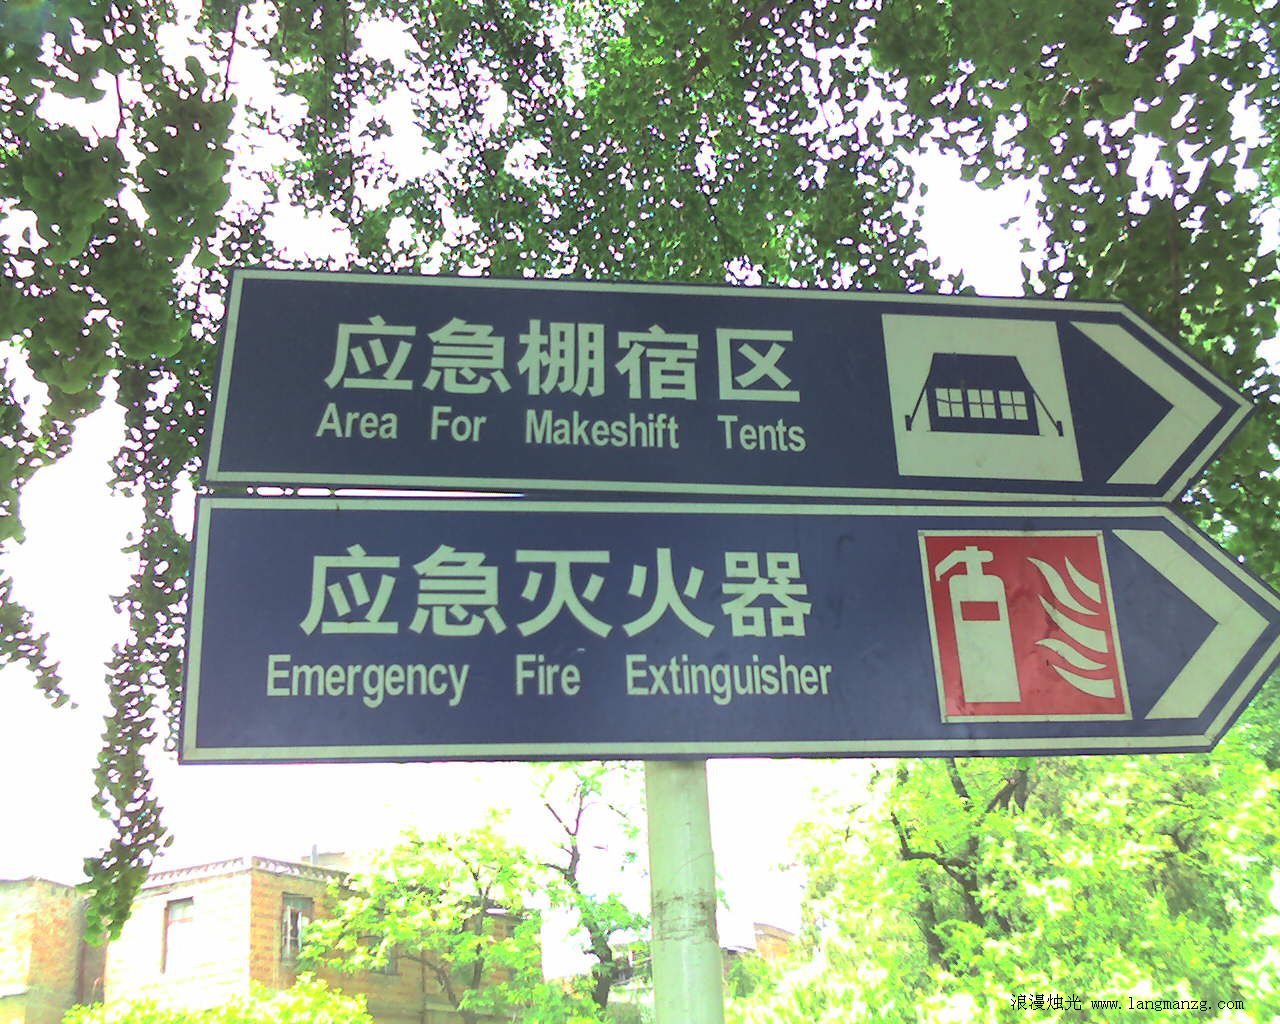 应急棚宿区
Area For Makeshift Tents
应急灭火器
Emergency Fire Extinguisher
浪漫烛光 www.langmanzg.com